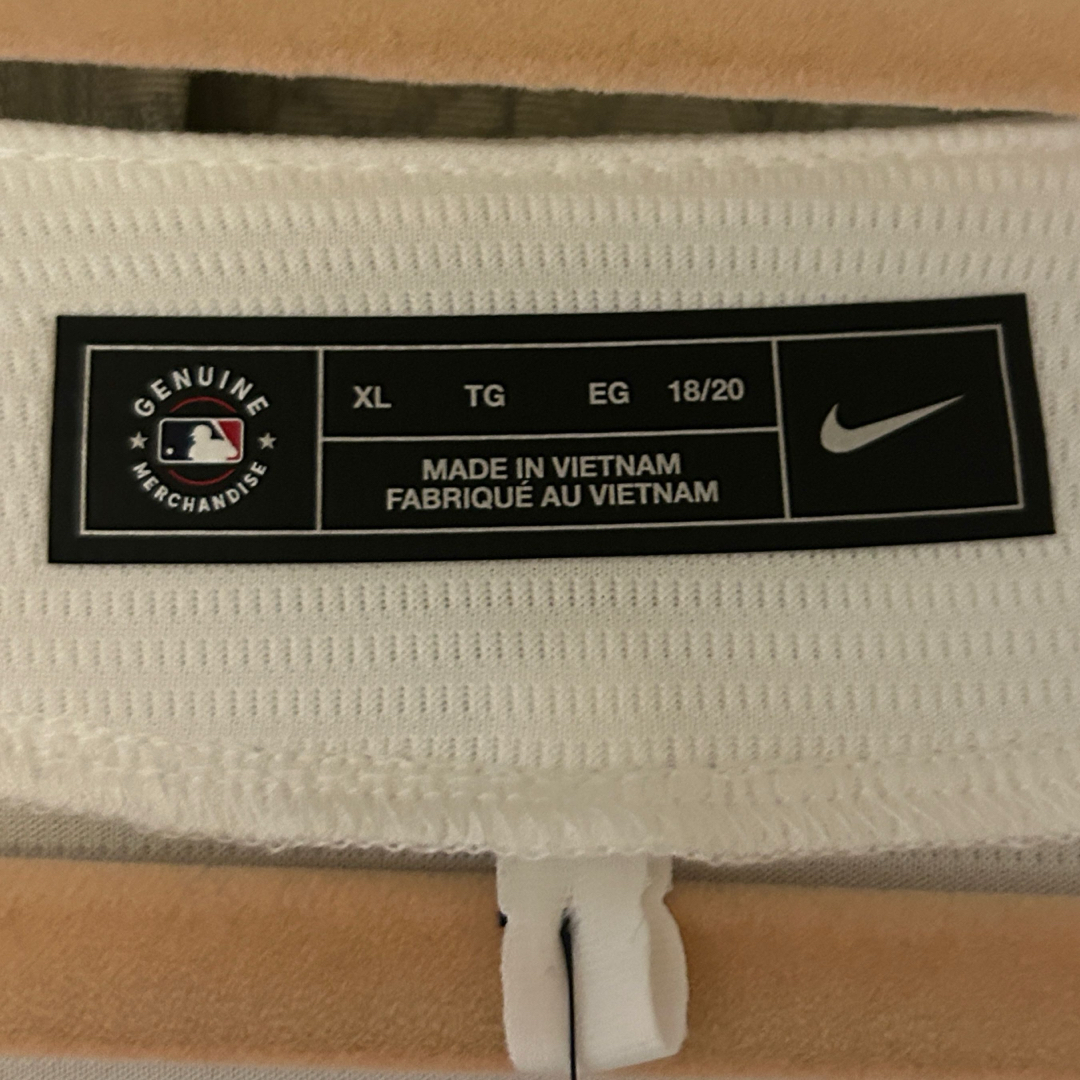 GENUINE
MERCHANDISE
XL TG EG 18/20
MADE IN VIETNAM
FABRIQUÉ AU VIETNAM